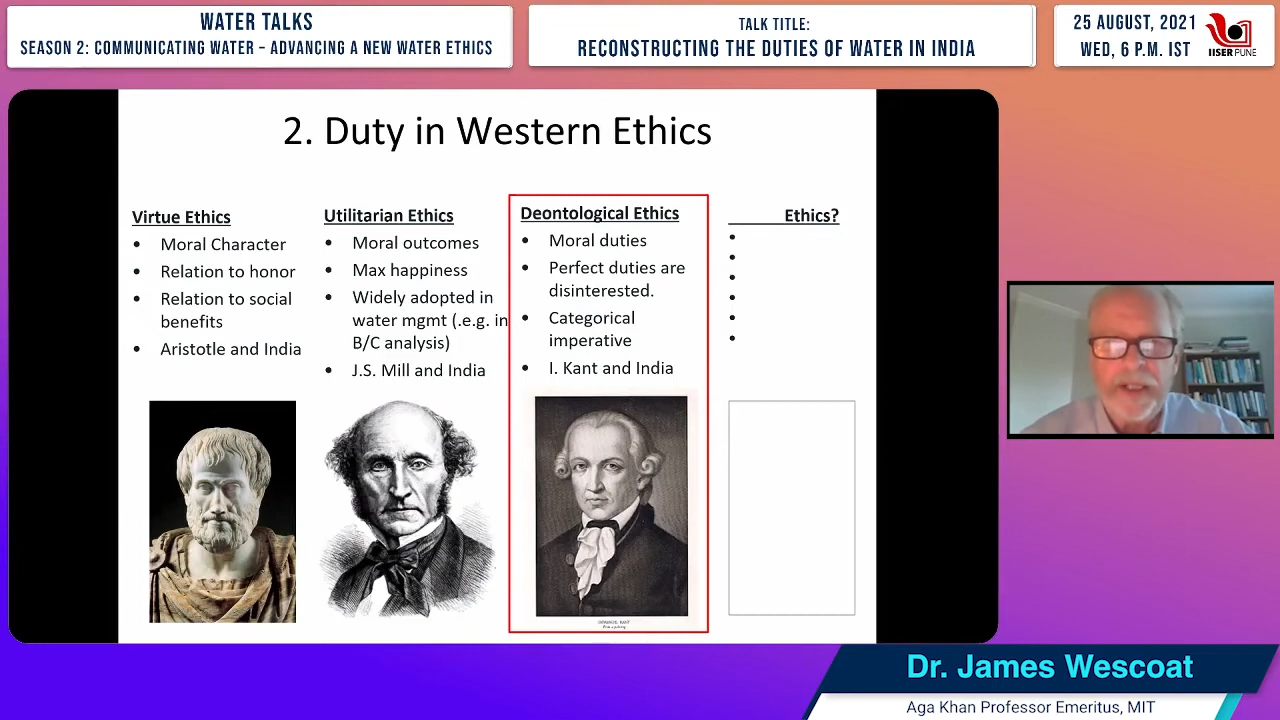 WATER TALKS
SEASON 2: COMMUNICATING WATER – ADVANCING A NEW WATER ETHICS
TALK TITLE:
RECONSTRUCTING THE DUTIES OF WATER IN INDIA
25 AUGUST, 2021
WED, 6 P.M. IST
IISER PUNE
2. Duty in Western Ethics
Virtue Ethics
• Moral Character
• Relation to honor
• Relation to social
benefits
• Aristotle and India
Utilitarian Ethics
• Moral outcomes
• Max happiness
• Widely adopted in
water mgmt (.e.g. in
B/C analysis)
• J.S. Mill and India
Deontological Ethics
• Moral duties
• Perfect duties are
disinterested.
• Categorical
imperative
• I. Kant and India
Ethics?
Dr. James Wescoat
Aga Khan Professor Emeritus, MIT